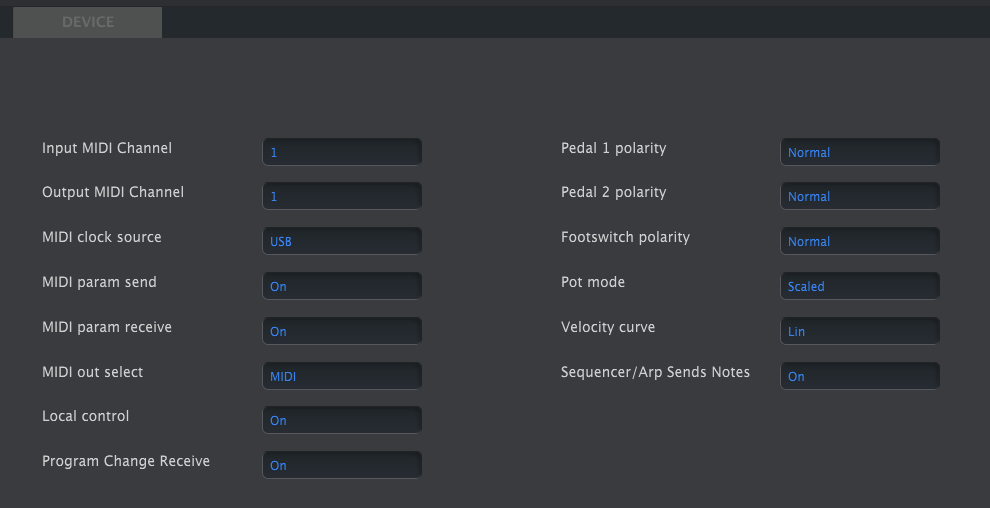 DEVICE
Input MIDI Channel 1
Output MIDI Channel 1
MIDI clock source USB
MIDI param send On
MIDI param receive On
MIDI out select MIDI
Local control On
Program Change Receive On
Pedal 1 polarity Normal
Pedal 2 polarity Normal
Footswitch polarity Normal
Pot mode Scaled
Velocity curve Lin
Sequencer/Arp Sends Notes On